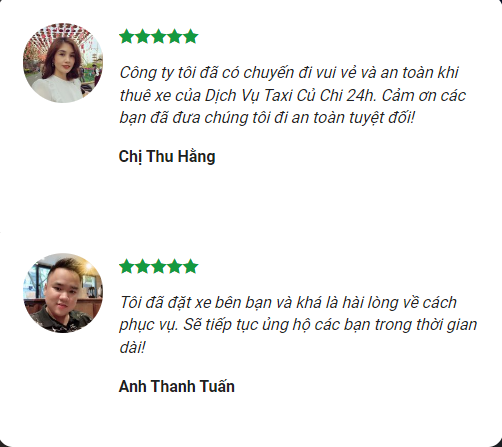 Công ty tôi đã có chuyến đi vui vẻ và an toàn khi
thuê xe của Dịch Vụ Taxi Củ Chi 24h. Cảm ơn các
bạn đã đưa chúng tôi đi an toàn tuyệt đối!
Chị Thu Hằng
Tôi đã đặt xe bên bạn và khá là hài lòng về cách
phục vụ. Sẽ tiếp tục ủng hộ các bạn trong thời gian
dài!
Anh Thanh Tuấn